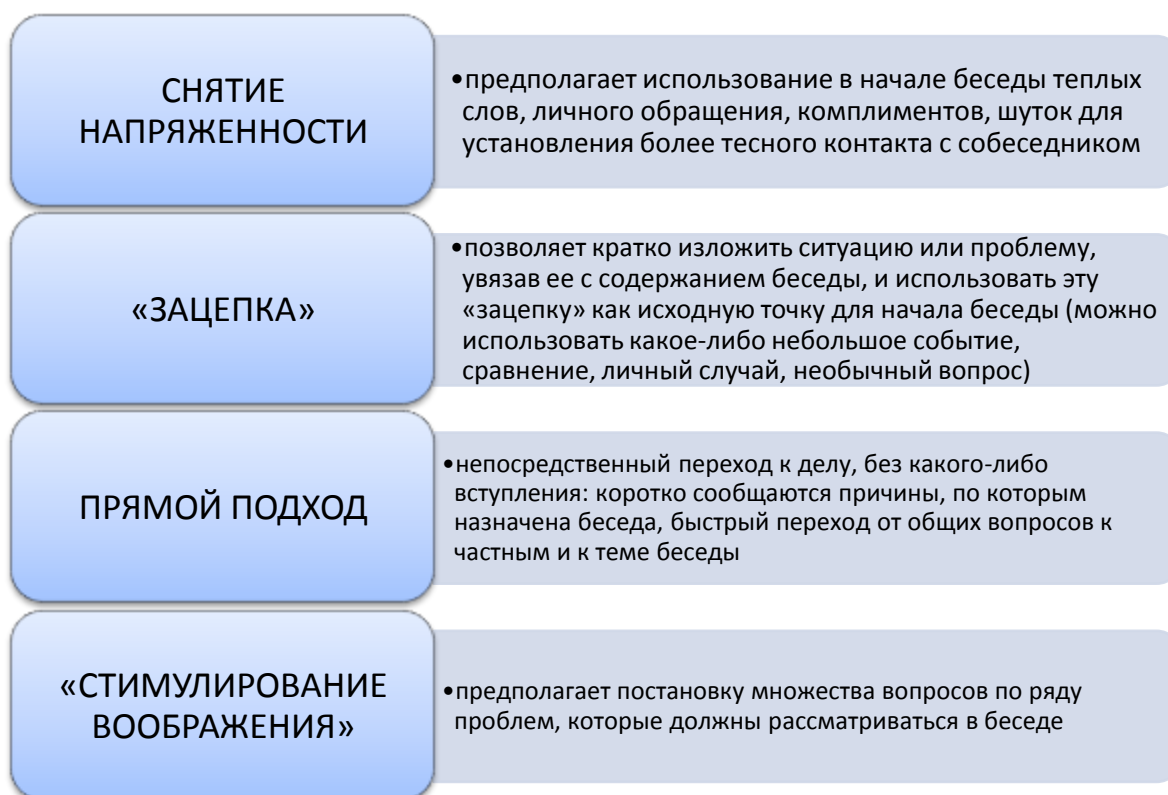 СНЯТИЕ
НАПРЯЖЕННОСТИ
•предполагает использование в начале беседы теплых
слов, личного обращения, комплиментов, шуток для
установления более тесного контакта с собеседником
«ЗАЦЕПКА»
•позволяет кратко изложить ситуацию или проблему,
увязав ее с содержанием беседы, и использовать эту
«зацепку» как исходную точку для начала беседы (можно
использовать какое-либо небольшое событие,
сравнение, личный случай, необычный вопрос)
ПРЯМОЙ ПОДХОД
•непосредственный переход к делу, без какого-либо
вступления: коротко сообщаются причины, по которым
назначена беседа, быстрый переход от общих вопросов к
частным и к теме беседы
«СТИМУЛИРОВАНИЕ
ВООБРАЖЕНИЯ»
•предполагает постановку множества вопросов по ряду
проблем, которые должны рассматриваться в беседе